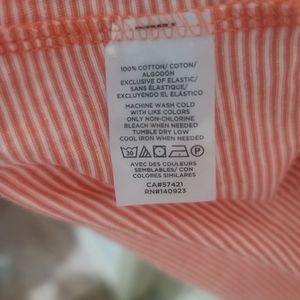 100% COTTON/ COTON/
ALGODÓN
EXCLUSIVE OF ELASTIC/
SANS ÉLASTIQUE/
EXCLUYENDO EL ELÁSTICO
MACHINE WASH COLD
WITH LIKE COLORS
ONLY NON-CHLORINE
BLEACH WHEN NEEDED
TUMBLE DRY LOW
COOL IRON WHEN NEEDED
30 P
AVEC DES COULEURS
SEMBLABLES/ CON
COLORES SIMILARES
CA#57421
RN#140923